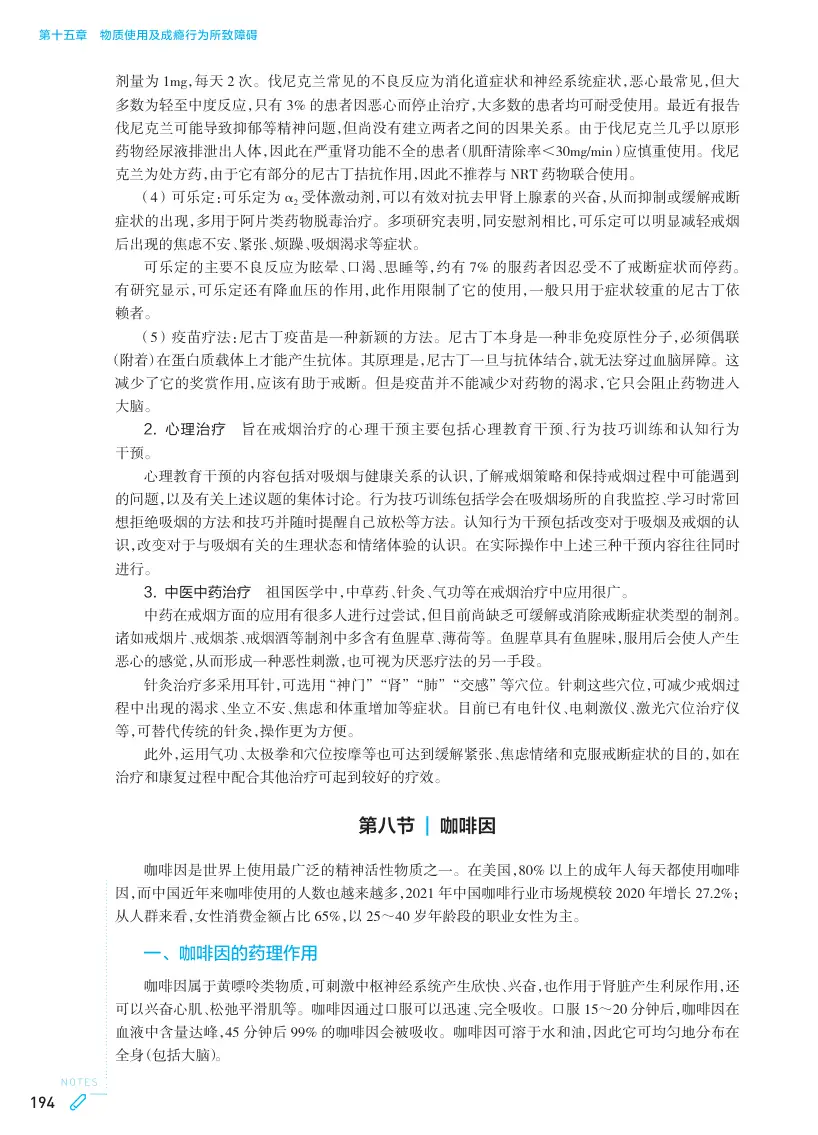 第十五章 物质使用及成瘾行为所致障碍
剂量为 1mg,每天 2 次。伐尼克兰常见的不良反应为消化道症状和神经系统症状,恶心最常见,但大
多数为轻至中度反应,只有 3% 的患者因恶心而停止治疗,大多数的患者均可耐受使用。最近有报告
伐尼克兰可能导致抑郁等精神问题,但尚没有建立两者之间的因果关系。由于伐尼克兰几乎以原形
药物经尿液排泄出人体,因此在严重肾功能不全的患者(肌酐清除率<30mg/min)应慎重使用。伐尼
克兰为处方药,由于它有部分的尼古丁拮抗作用,因此不推荐与 NRT 药物联合使用。
(4)可乐定:可乐定为 α₂ 受体激动剂,可以有效对抗去甲肾上腺素的兴奋,从而抑制或缓解戒断
症状的出现,多用于阿片类药物脱毒治疗。多项研究表明,同安慰剂相比,可乐定可以明显减轻戒烟
后出现的焦虑不安、紧张、烦躁、吸烟渴求等症状。
可乐定的主要不良反应为眩晕、口渴、思睡等,约有 7% 的服药者因忍受不了戒断症状而停药。
有研究显示,可乐定还有降血压的作用,此作用限制了它的使用,一般只用于症状较重的尼古丁依
赖者。
(5)疫苗疗法:尼古丁疫苗是一种新颖的方法。尼古丁本身是一种非免疫原性分子,必须偶联
(附着)在蛋白质载体上才能产生抗体。其原理是,尼古丁一旦与抗体结合,就无法穿过血脑屏障。这
减少了它的奖赏作用,应该有助于戒断。但是疫苗并不能减少对药物的渴求,它只会阻止药物进入
大脑。
2. 心理治疗 旨在戒烟治疗的心理干预主要包括心理教育干预、行为技巧训练和认知行为
干预。
心理教育干预的内容包括对吸烟与健康关系的认识,了解戒烟策略和保持戒烟过程中可能遇到
的问题,以及有关上述议题的集体讨论。行为技巧训练包括学会在吸烟场所的自我监控、学习时常回
想拒绝吸烟的方法和技巧并随时提醒自己放松等方法。认知行为干预包括改变对于吸烟及戒烟的认
识,改变对于与吸烟有关的生理状态和情绪体验的认识。在实际操作中上述三种干预内容往往同时
进行。
3. 中医中药治疗 祖国医学中,中草药、针灸、气功等在戒烟治疗中应用很广。
中药在戒烟方面的应用有很多人进行过尝试,但目前尚缺乏可缓解或消除戒断症状类型的制剂。
诸如戒烟片、戒烟茶、戒烟酒等制剂中多含有鱼腥草、薄荷等。鱼腥草具有鱼腥味,服用后会使人产生
恶心的感觉,从而形成一种恶性刺激,也可视为厌恶疗法的另一手段。
针灸治疗多采用耳针,可选用“神门”“肾”“肺”“交感”等穴位。针刺这些穴位,可减少戒烟过
程中出现的渴求、坐立不安、焦虑和体重增加等症状。目前已有电针仪、电刺激仪、激光穴位治疗仪
等,可替代传统的针灸,操作更为方便。
此外,运用气功、太极拳和穴位按摩等也可达到缓解紧张、焦虑情绪和克服戒断症状的目的,如在
治疗和康复过程中配合其他治疗可起到较好的疗效。
第八节 | 咖啡因
咖啡因是世界上使用最广泛的精神活性物质之一。在美国,80% 以上的成年人每天都使用咖啡
因,而中国近年来咖啡使用的人数也越来越多,2021 年中国咖啡行业市场规模较 2020 年增长 27.2%;
从人群来看,女性消费金额占比 65%,以 25~40 岁年龄段的职业女性为主。
一、咖啡因的药理作用
咖啡因属于黄嘌呤类物质,可刺激中枢神经系统产生欣快、兴奋,也作用于肾脏产生利尿作用,还
可以兴奋心肌、松弛平滑肌等。咖啡因通过口服可以迅速、完全吸收。口服 15~20 分钟后,咖啡因在
血液中含量达峰,45 分钟后 99% 的咖啡因会被吸收。咖啡因可溶于水和油,因此它可均匀地分布在
全身(包括大脑)。
NOTES
194